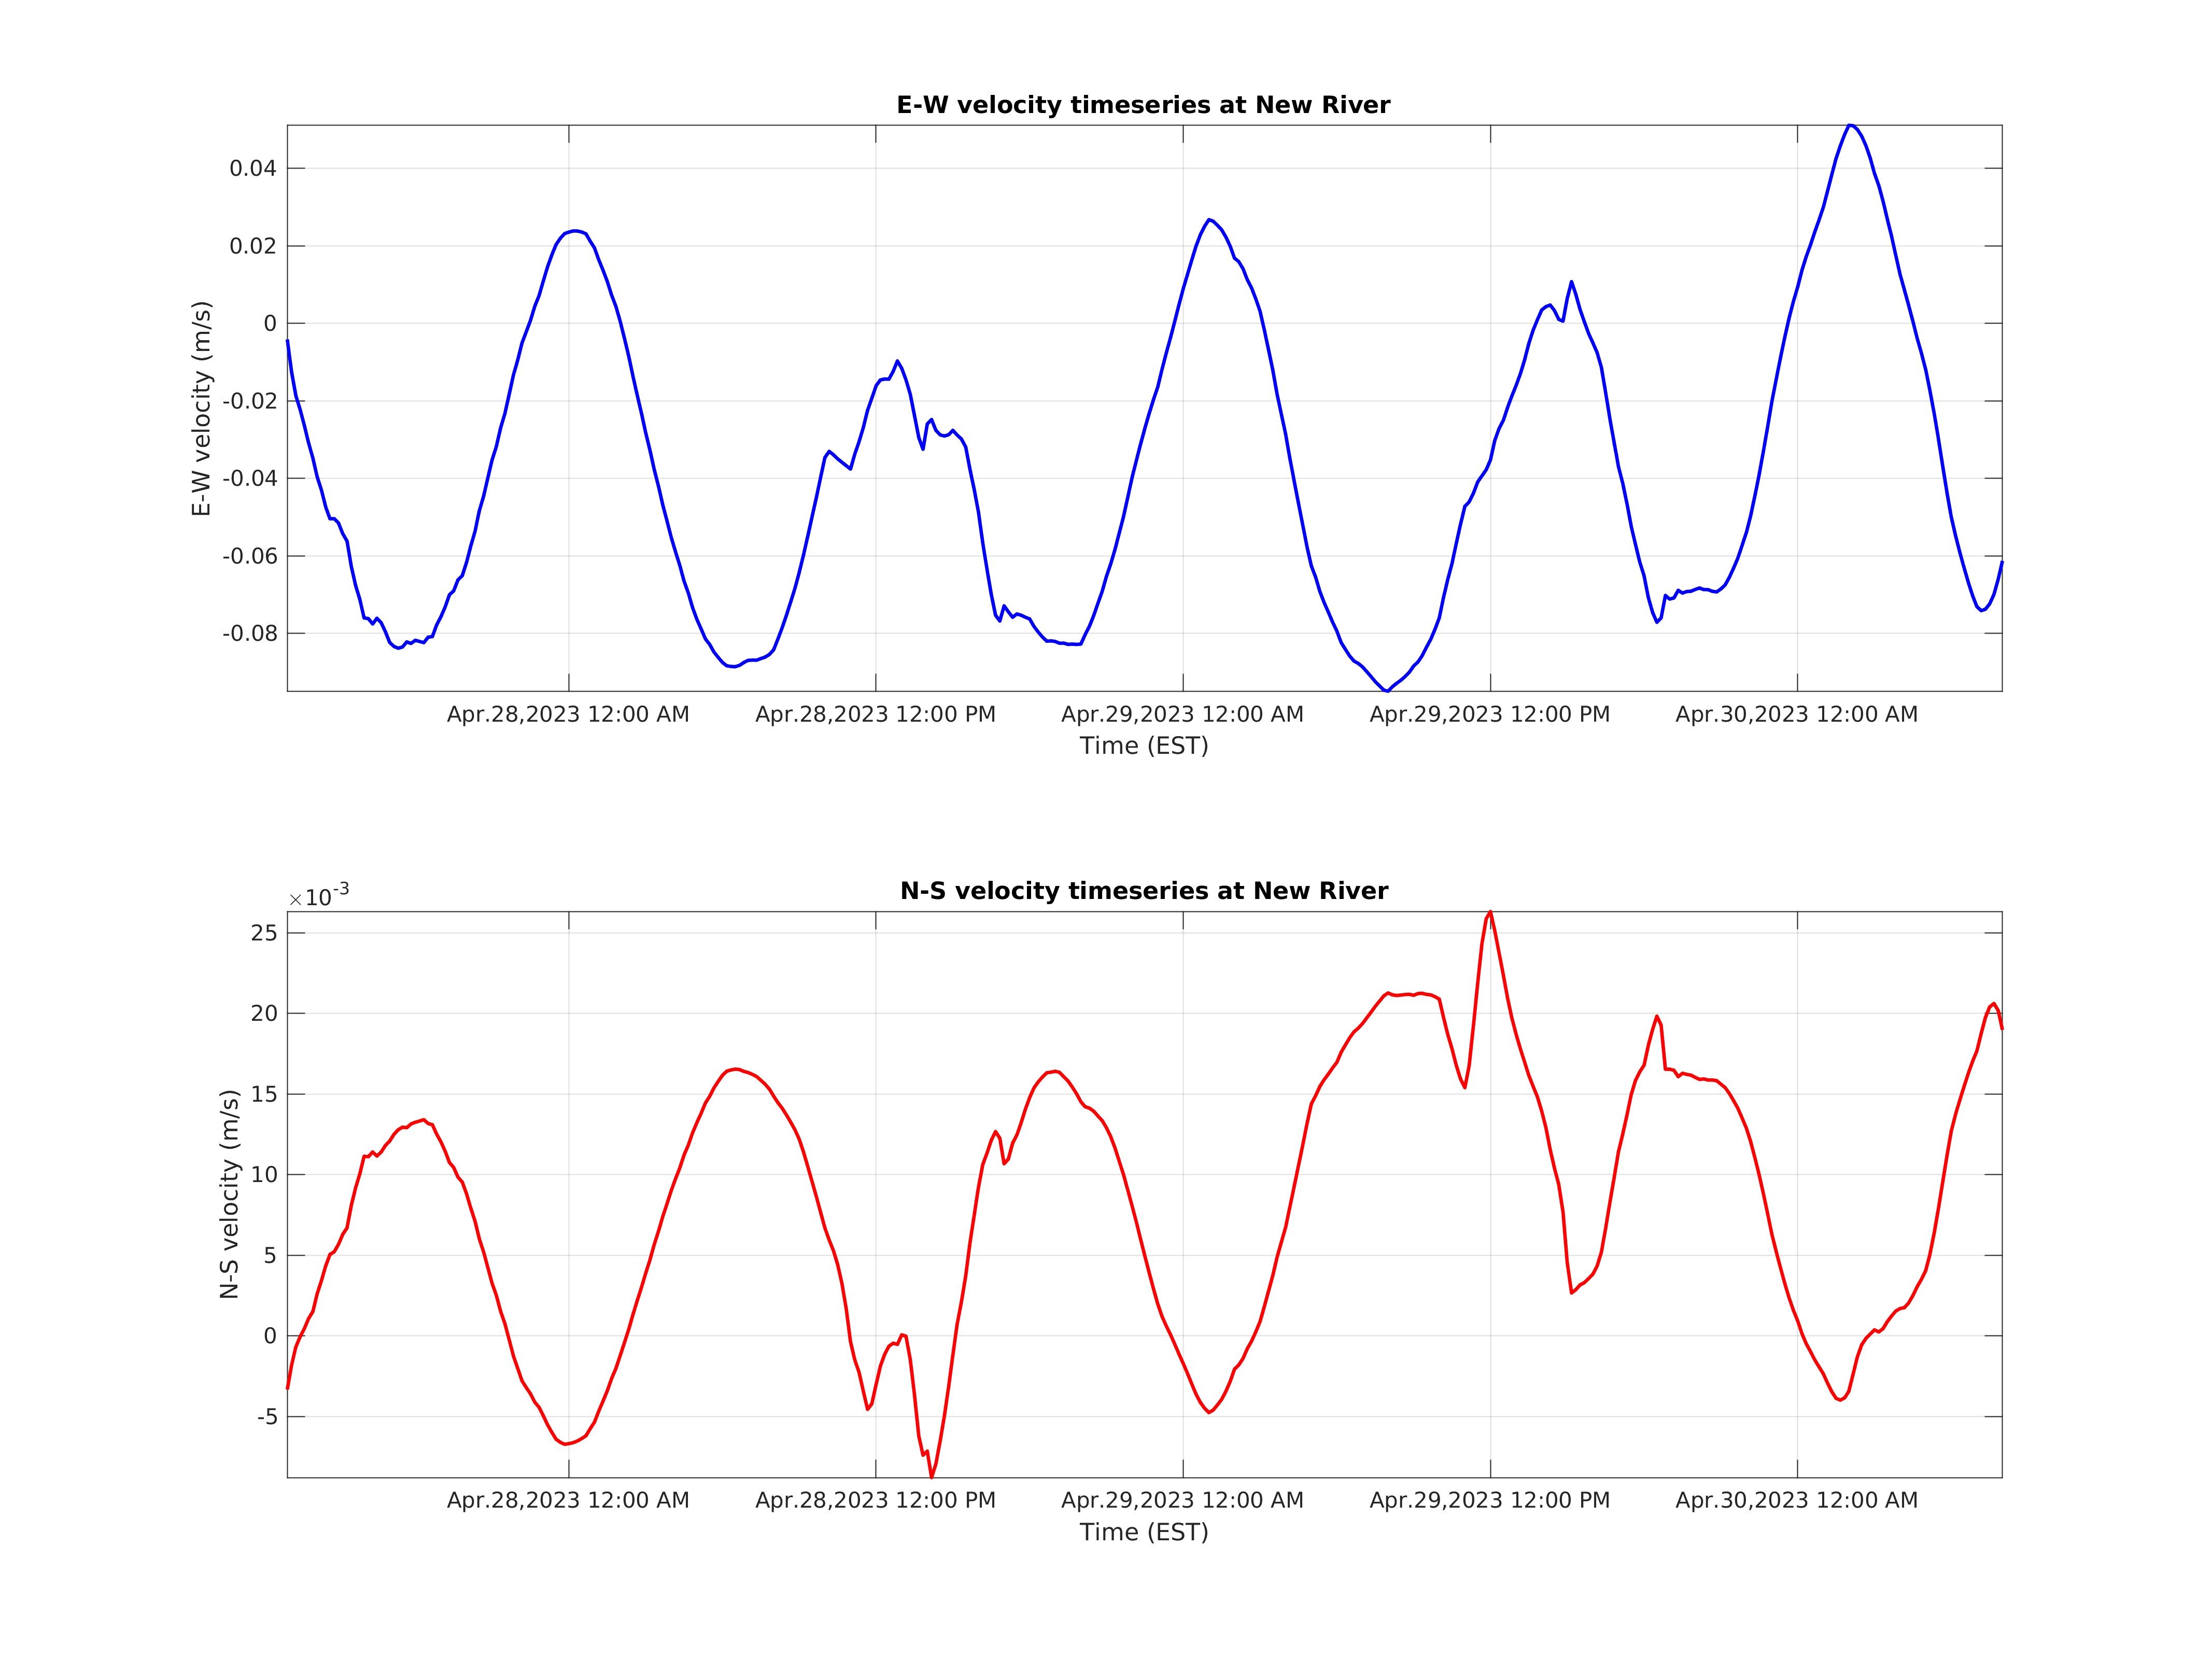 E-W velocity timeseries at New River
E-W velocity (m/s)
0.04
0.02
0
-0.02
-0.04
-0.06
-0.08
Apr.28,2023 12:00 AM Apr.28,2023 12:00 PM Apr.29,2023 12:00 AM Apr.29,2023 12:00 PM Apr.30,2023 12:00 AM
Time (EST)
N-S velocity timeseries at New River
×10-3
N-S velocity (m/s)
25
20
15
10
5
0
-5
Apr.28,2023 12:00 AM Apr.28,2023 12:00 PM Apr.29,2023 12:00 AM Apr.29,2023 12:00 PM Apr.30,2023 12:00 AM
Time (EST)